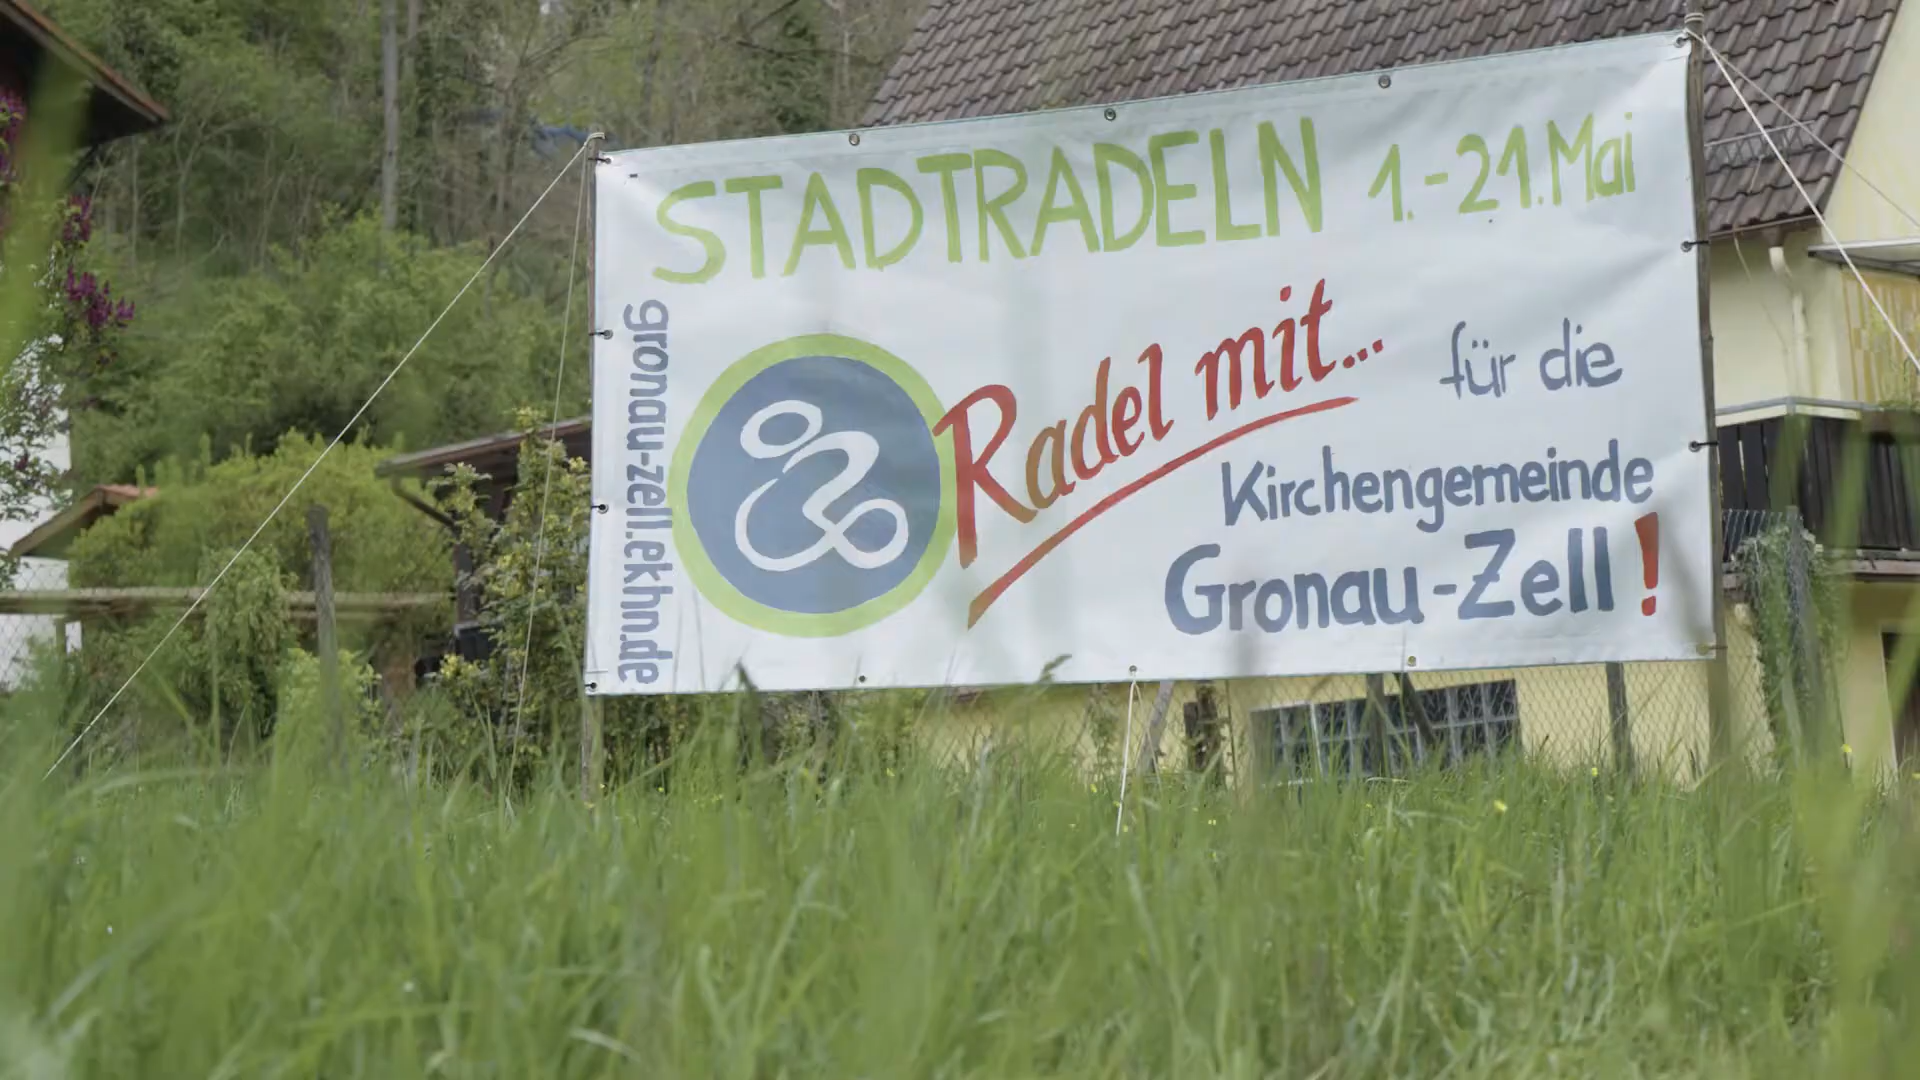 STADTRADELN 1.-21.Mai
gronau-zell.ekhn.de
Radel mit...
für die
Kirchengemeinde
Gronau-Zell!